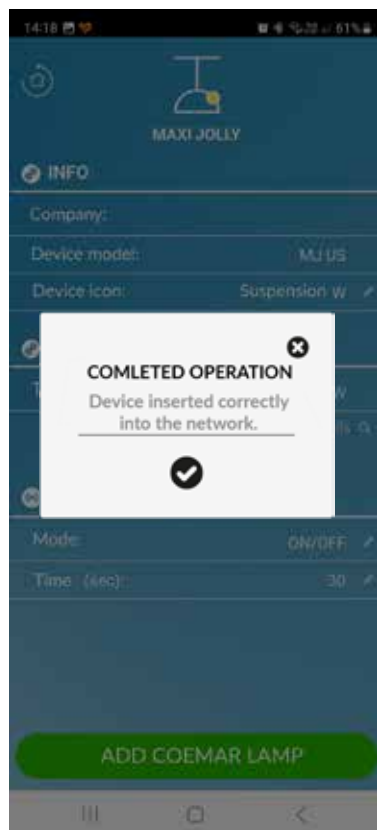 14:18
61%
MAXI JOLLY
INFO
Company:
Device model: MJ US
Device icon: Suspension W
COMLETED OPERATION
Device inserted correctly
into the network.
Mode: ON/OFF
Time (sec): 30
ADD COEMAR LAMP